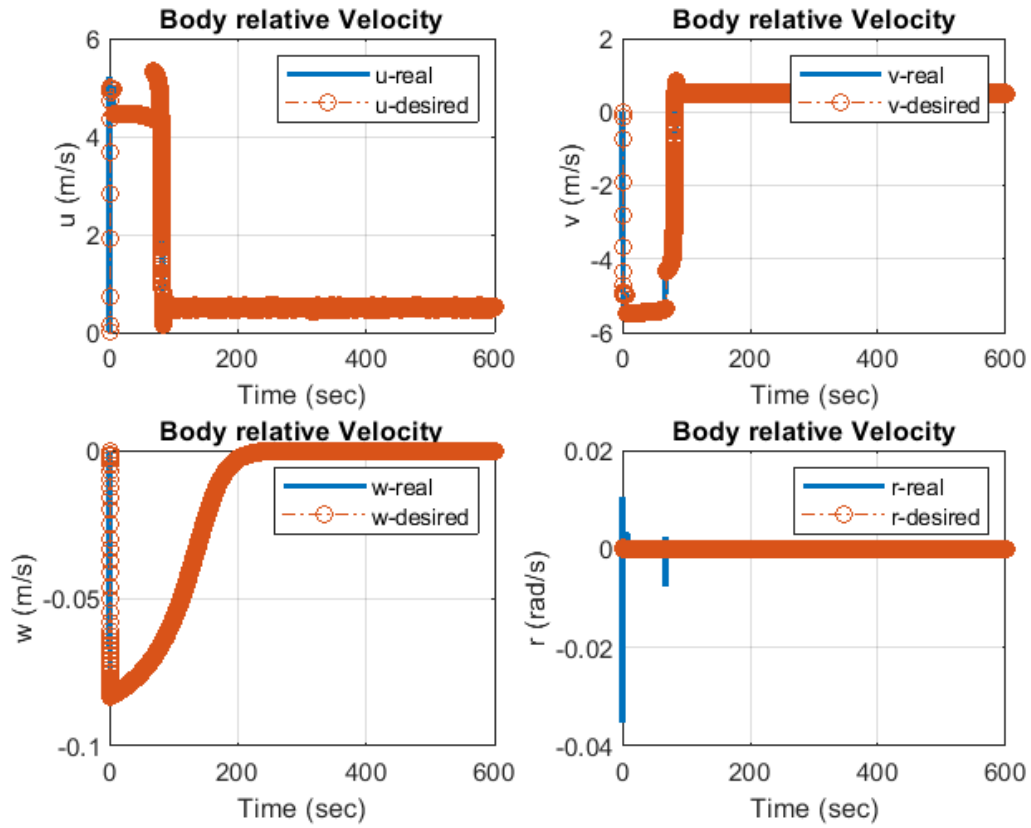 Body relative Velocity
6
4
2
0
u (m/s)
u-real
u-desired
0
200
400
600
Time (sec)
Body relative Velocity
2
0
-2
-4
-6
v (m/s)
v-real
v-desired
0
200
400
600
Time (sec)
Body relative Velocity
0
-0.05
-0.1
w (m/s)
w-real
w-desired
0
200
400
600
Time (sec)
Body relative Velocity
0.02
0
-0.02
-0.04
r (rad/s)
r-real
r-desired
0
200
400
600
Time (sec)